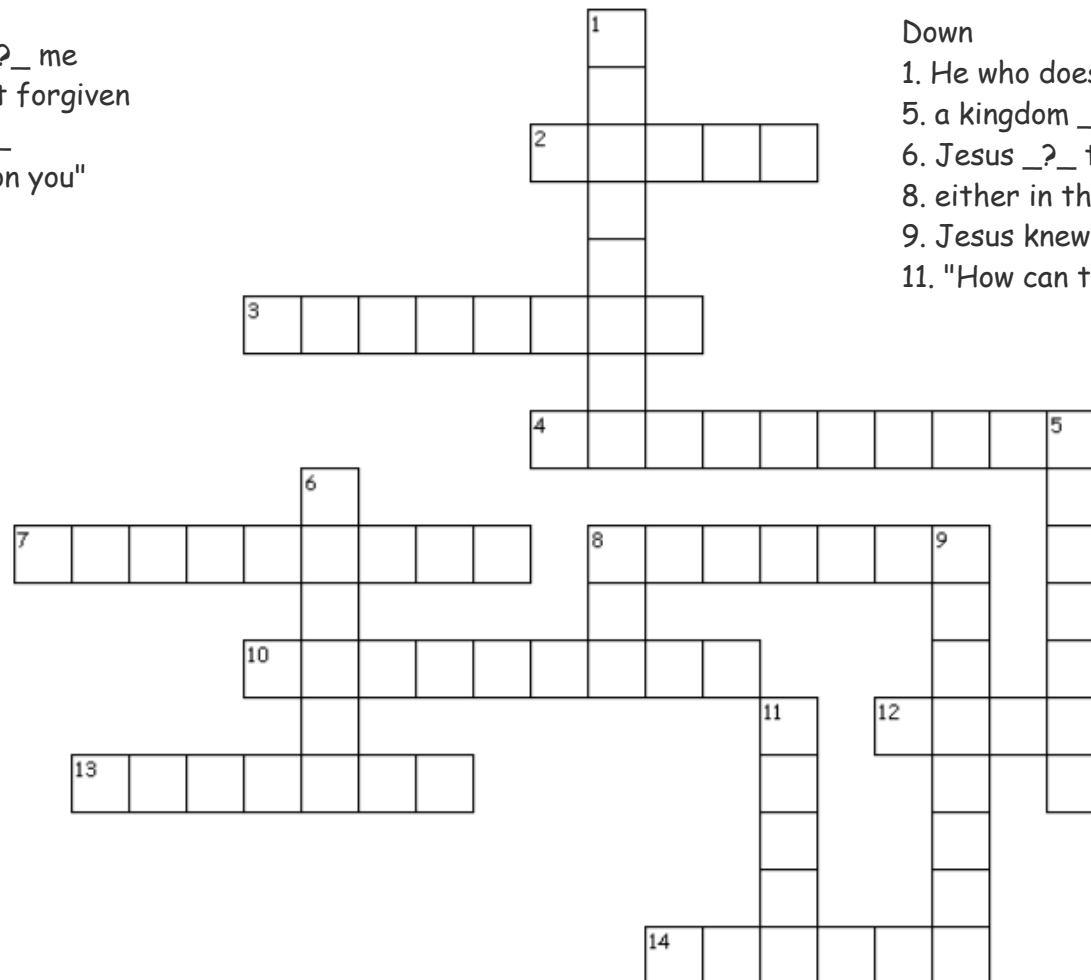 ?_ me
t forgiven
_
on you"
Down
1. He who does
5. a kingdom _
6. Jesus _?_ t
8. either in th
9. Jesus knew
11. "How can t
1
2
3
4 5
6
7 8 9
10
11 12
13
14